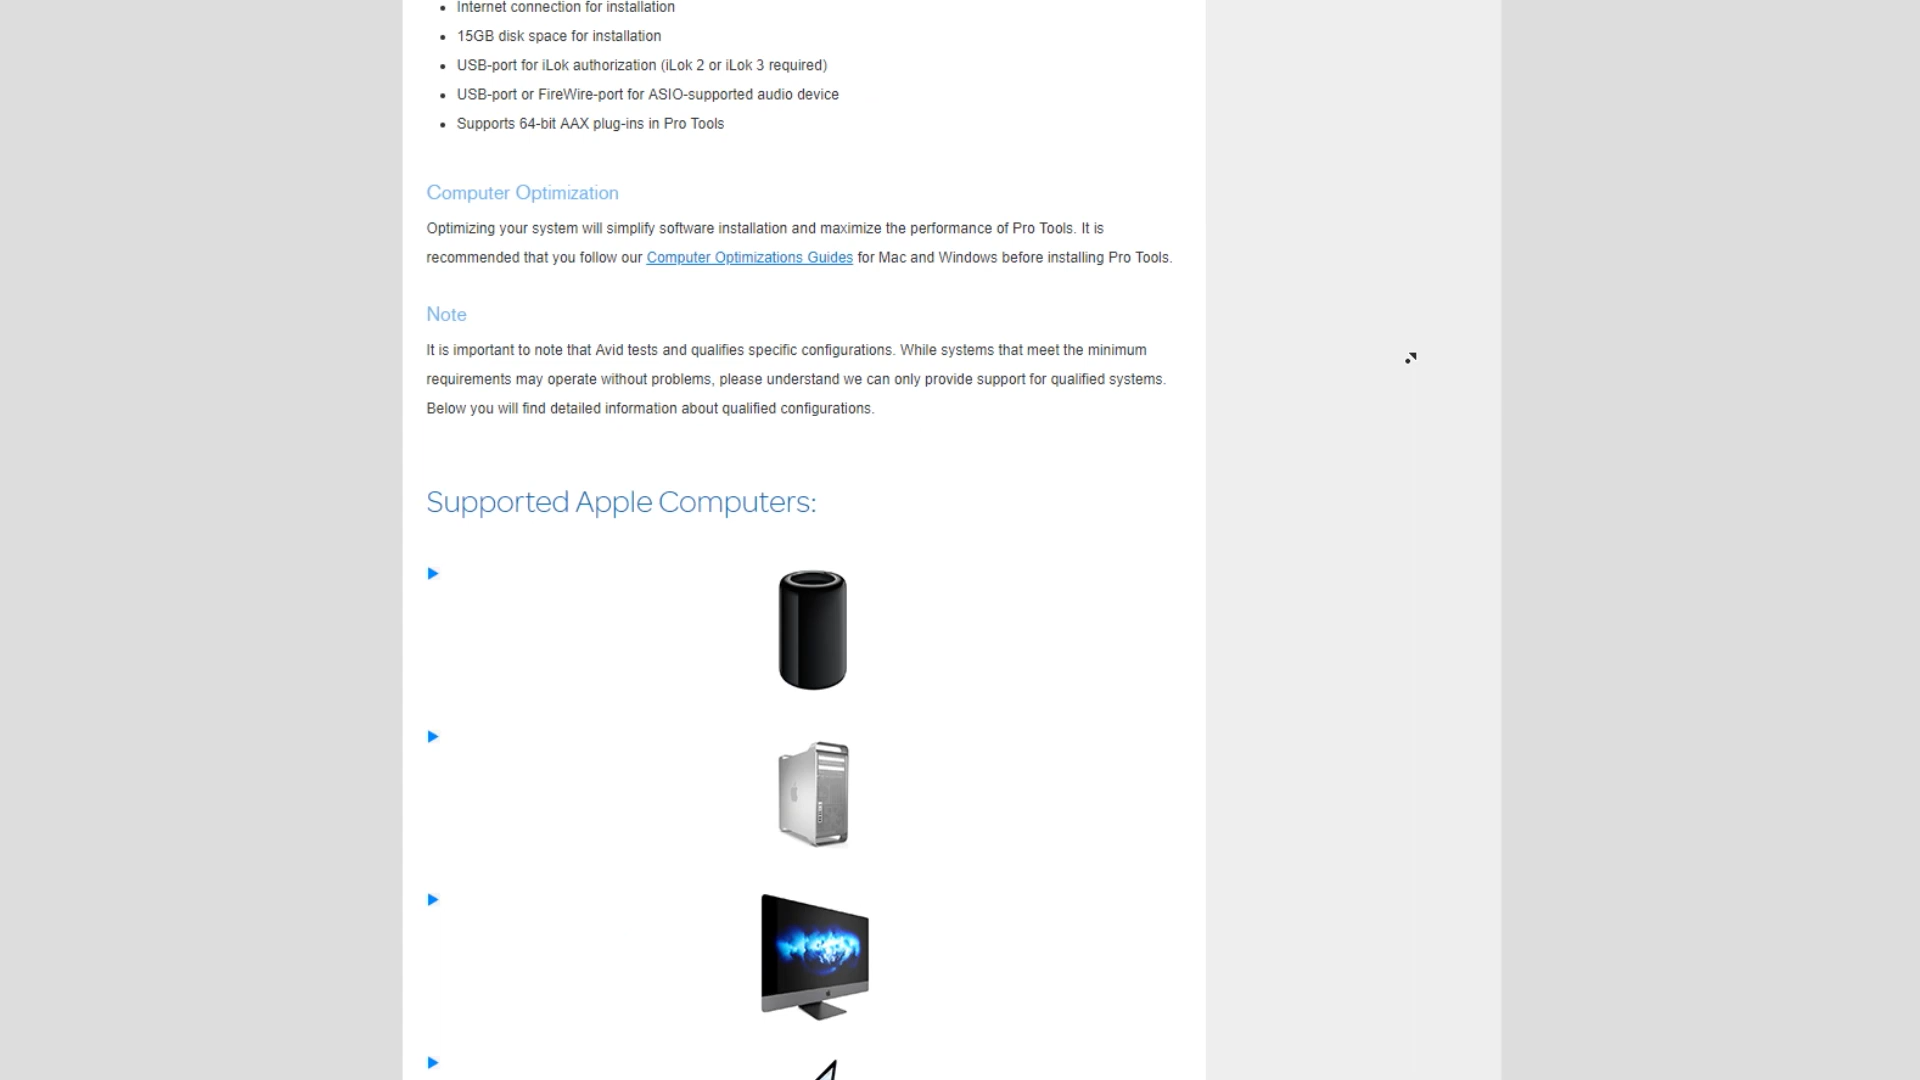 Internet connection for installation
15GB disk space for installation
USB-port for iLok authorization (iLok 2 or iLok 3 required)
USB-port or FireWire-port for ASIO-supported audio device
Supports 64-bit AAX plug-ins in Pro Tools
Computer Optimization
Optimizing your system will simplify software installation and maximize the performance of Pro Tools. It is
recommended that you follow our Computer Optimizations Guides for Mac and Windows before installing Pro Tools.
Note
It is important to note that Avid tests and qualifies specific configurations. While systems that meet the minimum
requirements may operate without problems, please understand we can only provide support for qualified systems.
Below you will find detailed information about qualified configurations.
Supported Apple Computers: